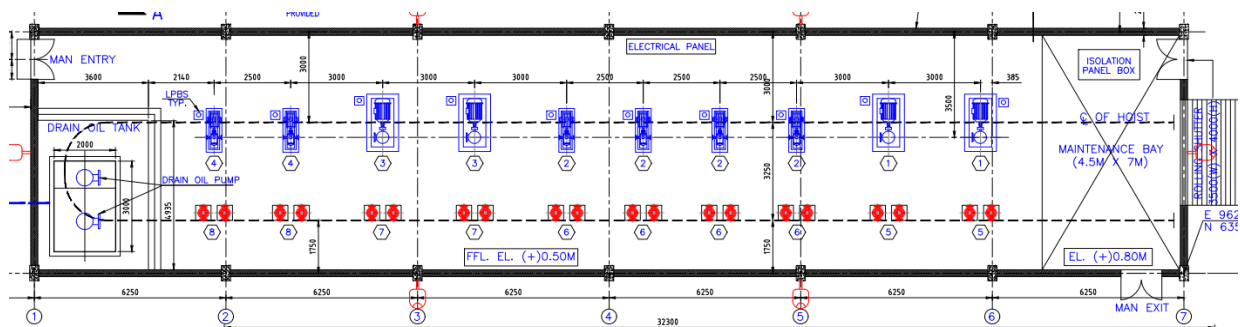 A
PROVIDED
MAN ENTRY
ELECTRICAL PANEL
ISOLATION
PANEL BOX
3600
2140
2500
3000
3000
3000
2500
2500
2500
3000
3000
385
3000
3000
3500
LPBS
TYP.
DRAIN OIL TANK
2000
DRAIN OIL PUMP
3000
4935
4
4
3
3
2
2
2
2
1
1
℄ OF HOIST
MAINTENANCE BAY
(4.5M X 7M)
ROLLING SHUTTER
3500(W) X 4000(H)
3250
8
8
7
7
6
6
6
6
5
5
1750
1750
E 962
N 635
FFL. EL. (+)0.50M
EL. (+)0.80M
6250
6250
6250
6250
6250
6250
MAN EXIT
1
2
3
4
5
6
7
32300